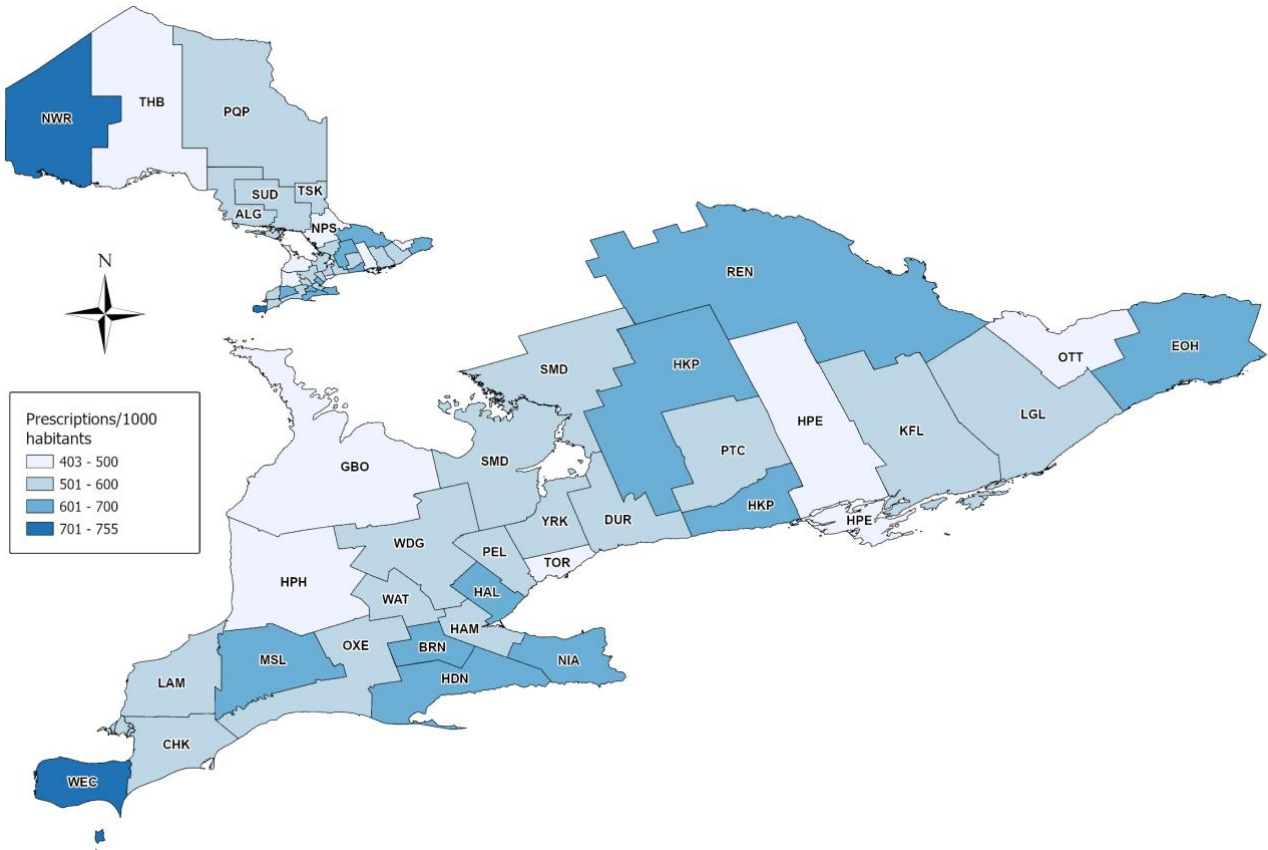 NWR
THB
PQP
SUD
TSK
ALG
NPS
N
REN
SMD
HKP
OTT
EOH
HPE
LGL
KFL
PTC
GBO
SMD
HKP
YRK
DUR
HPE
WDG
PEL
TOR
HPH
HAL
WAT
HAM
OXE
BRN
MSL
NIA
HDN
LAM
CHK
WEC
Prescriptions/1000
habitants
403 - 500
501 - 600
601 - 700
701 - 755